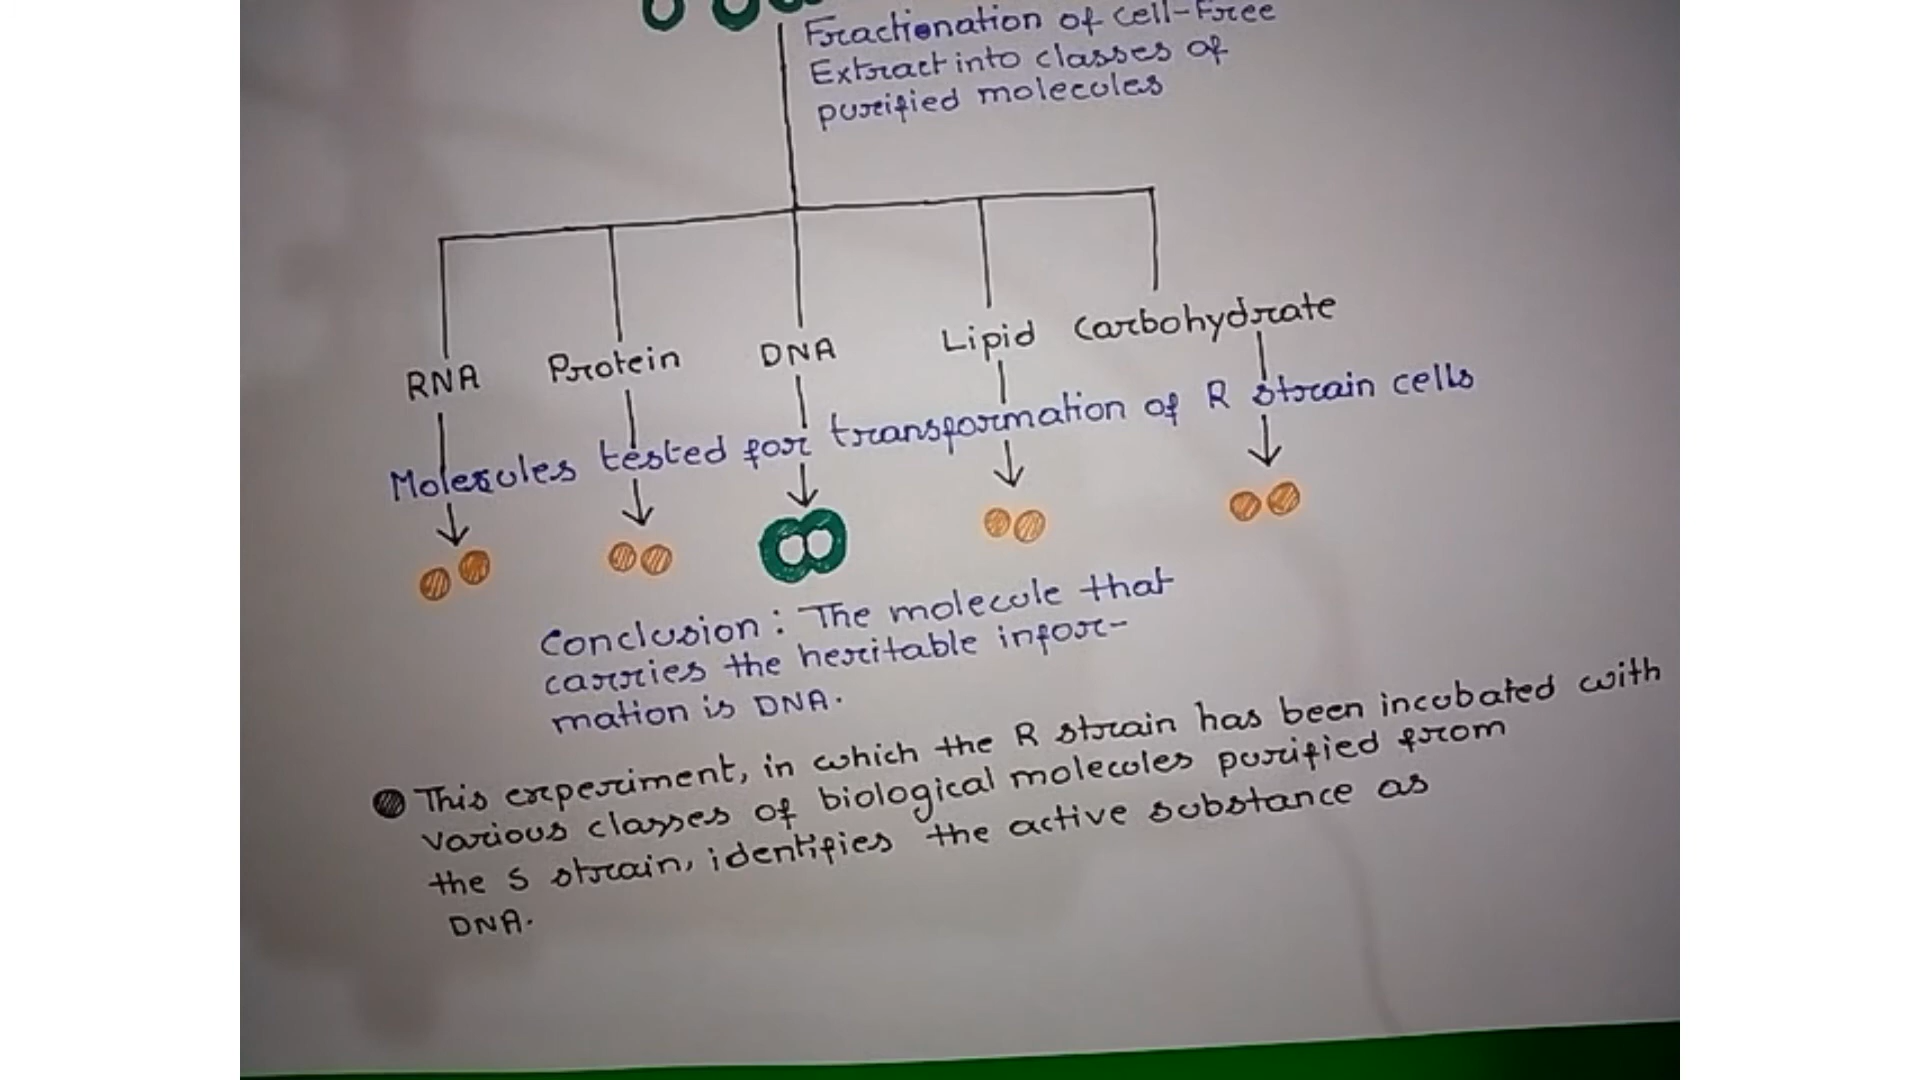 Fractionation of cell-Free
Extract into classes of
purified molecules
RNA Protein DNA Lipid Carbohydrate
Molecules tested for transformation of R strain cells
Conclusion: The molecule that
carries the heritable infor-
mation is DNA.
This experiment, in which the R strain has been incubated with
various classes of biological molecules purified from
the S strain, identifies the active substance as
DNA.